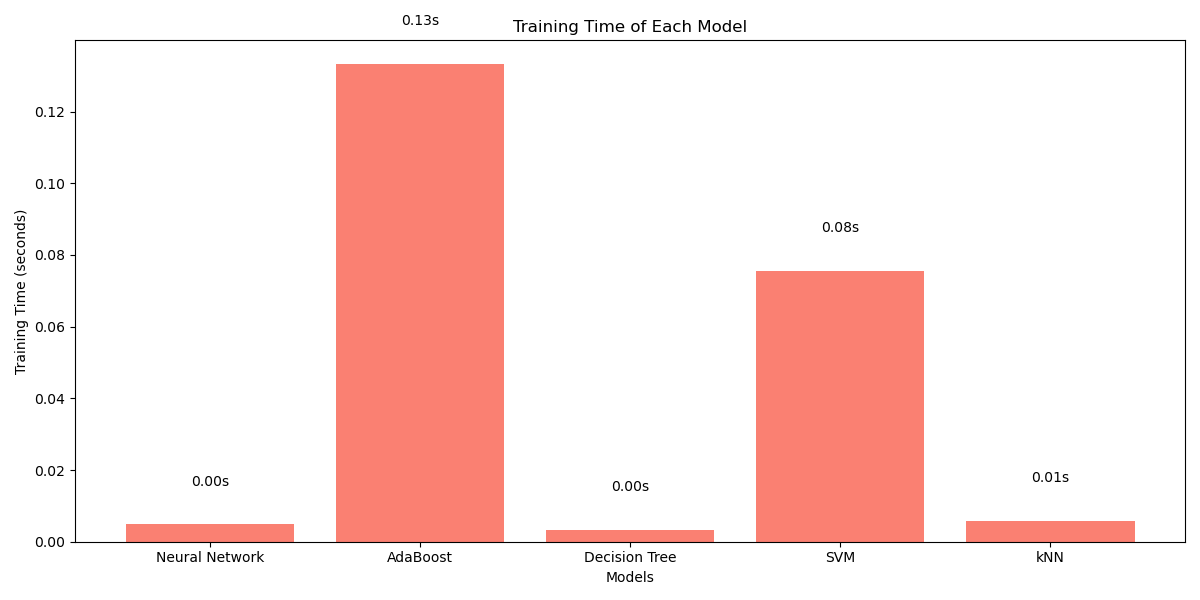 0.13s
Training Time of Each Model
Training Time (seconds)
0.12
0.10
0.08
0.06
0.04
0.02
0.00
0.00s
0.00s
0.08s
0.01s
Neural Network
AdaBoost
Decision Tree
SVM
kNN
Models